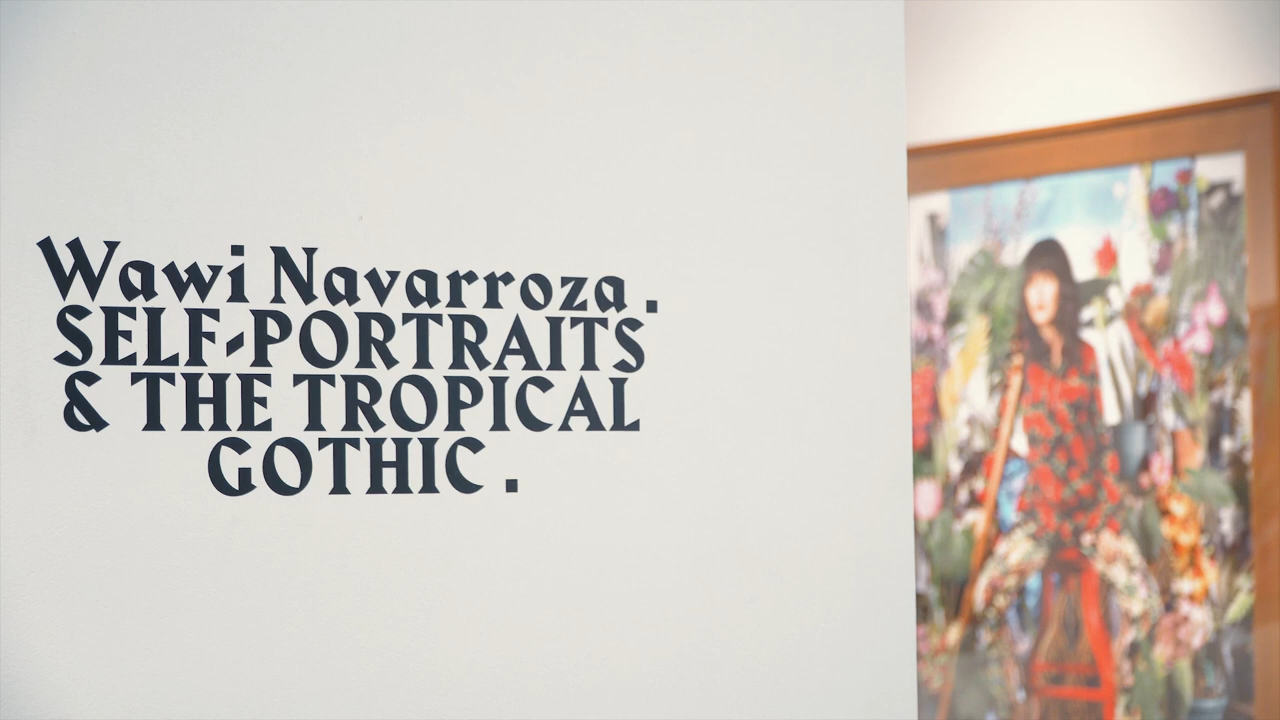 Wawi Navarroza .
SELF-PORTRAITS
& THE TROPICAL
GOTHIC .